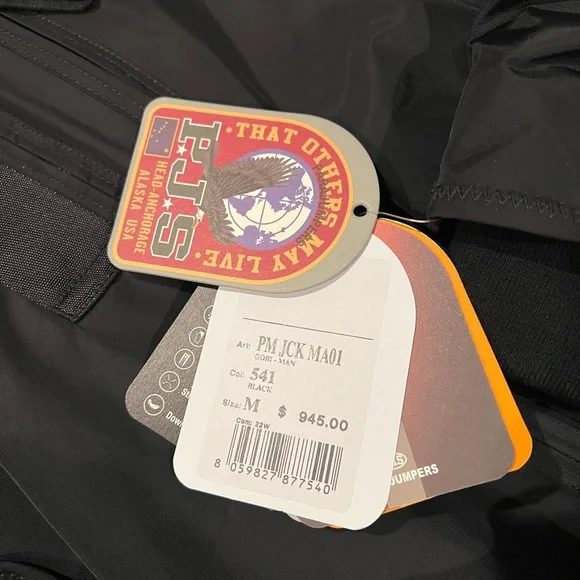 THAT OTHERS MAY LIVE.
PJS
HEAD-ANCHORAGE
ALASKA USA
Art: PM JCK MA01
GOBI - MAN
Col: 541
BLACK
Size: M $ 945.00
Com: 22W
8 059827 877540
JUMPERS
Dow